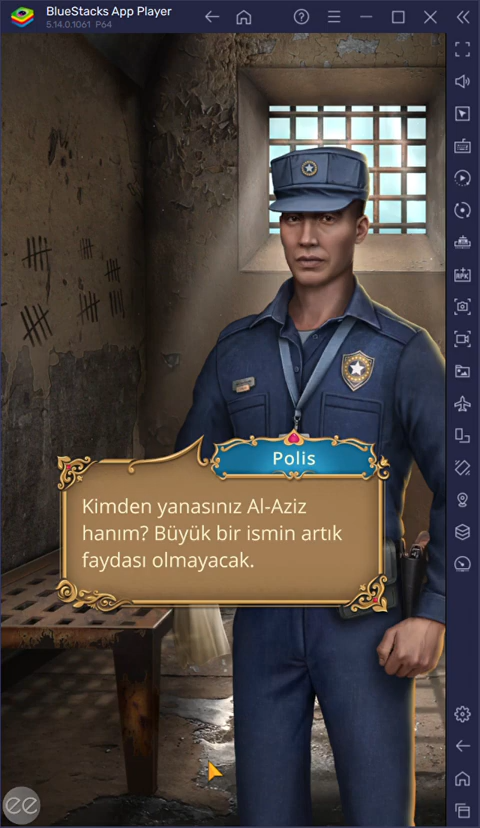 BlueStacks App Player
5.14.0.1061 P64
Polis
Kimden yanasınız Al-Aziz
hanım? Büyük bir ismin artık
faydası olmayacak.
ee